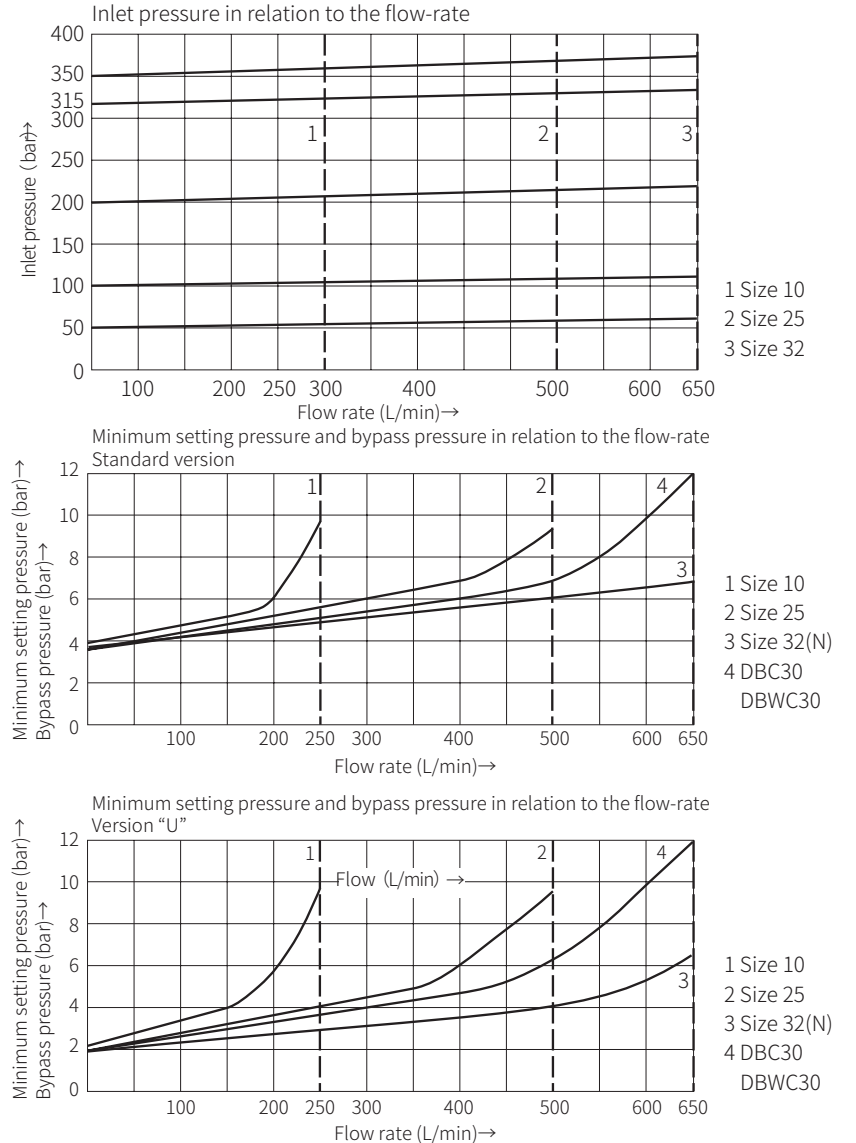 Inlet pressure in relation to the flow-rate
Inlet pressure (bar)→
400
350
315
300
250
200
150
100
50
0
1
2
3
100 200 250 300 400 500 600 650
Flow rate (L/min)→
1 Size 10
2 Size 25
3 Size 32
Minimum setting pressure and bypass pressure in relation to the flow-rate
Standard version
Minimum setting pressure (bar)→
Bypass pressure (bar)→
12
10
8
6
4
2
0
1
2
4
3
100 200 250 300 400 500 600 650
Flow rate (L/min)→
1 Size 10
2 Size 25
3 Size 32(N)
4 DBC30
DBWC30
Minimum setting pressure and bypass pressure in relation to the flow-rate
Version “U”
Minimum setting pressure (bar)→
Bypass pressure (bar)→
12
10
8
6
4
2
0
1
2
4
3
Flow (L/min) →
100 200 250 300 400 500 600 650
Flow rate (L/min)→
1 Size 10
2 Size 25
3 Size 32(N)
4 DBC30
DBWC30